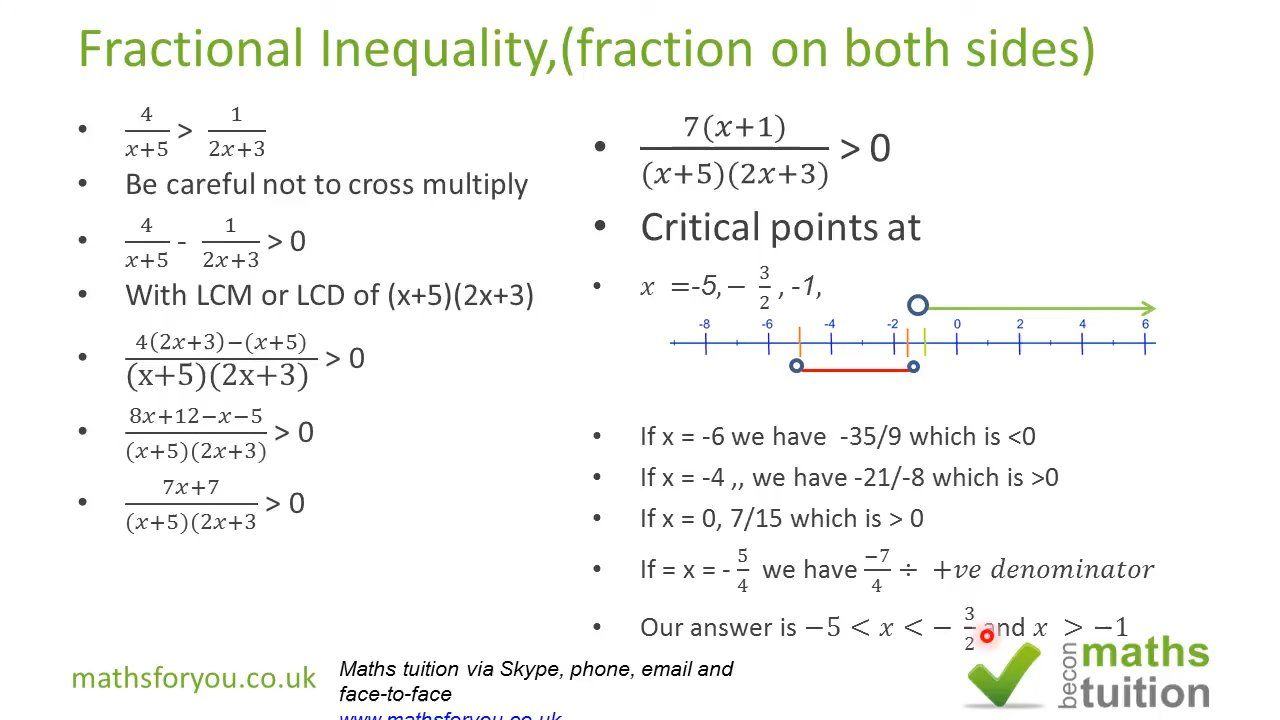 Fractional Inequality,(fraction on both sides)
• 4/(x+5) > 1/(2x+3)
• Be careful not to cross multiply
• 4/(x+5) - 1/(2x+3) > 0
• With LCM or LCD of (x+5)(2x+3)
• (4(2x+3)−(x+5))/((x+5)(2x+3)) > 0
• (8x+12−x−5)/((x+5)(2x+3)) > 0
• (7x+7)/((x+5)(2x+3) > 0
• 7(x+1)/((x+5)(2x+3)) > 0
• Critical points at
• x =-5,− 3/2 , -1,
-8 -6 -4 -2 0 2 4 6
• If x = -6 we have -35/9 which is <0
• If x = -4 ,, we have -21/-8 which is >0
• If x = 0, 7/15 which is > 0
• If = x = - 5/4 we have −7/4 ÷ +ve denominator
• Our answer is −5 < x < − 3/2 and x > −1
mathsforyou.co.uk
Maths tuition via Skype, phone, email and
face-to-face
www.mathsforyou.co.uk
becon maths
tuition